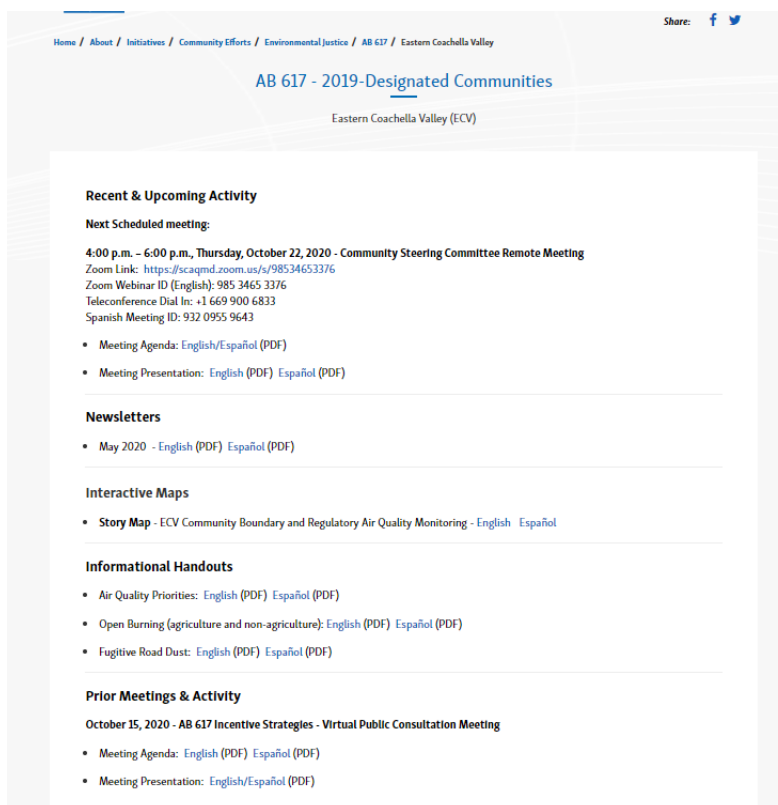 Share:
Home / About / Initiatives / Community Efforts / Environmental Justice / AB 617 / Eastern Coachella Valley
AB 617 - 2019-Designated Communities
Eastern Coachella Valley (ECV)
Recent & Upcoming Activity
Next Scheduled meeting:
4:00 p.m. – 6:00 p.m., Thursday, October 22, 2020 - Community Steering Committee Remote Meeting
Zoom Link: https://scaqmd.zoom.us/s/98534653376
Zoom Webinar ID (English): 985 3465 3376
Teleconference Dial In: +1 669 900 6833
Spanish Meeting ID: 932 0955 9643
• Meeting Agenda: English/Español (PDF)
• Meeting Presentation: English (PDF) Español (PDF)
Newsletters
• May 2020 - English (PDF) Español (PDF)
Interactive Maps
• Story Map - ECV Community Boundary and Regulatory Air Quality Monitoring - English Español
Informational Handouts
• Air Quality Priorities: English (PDF) Español (PDF)
• Open Burning (agriculture and non-agriculture): English (PDF) Español (PDF)
• Fugitive Road Dust: English (PDF) Español (PDF)
Prior Meetings & Activity
October 15, 2020 - AB 617 Incentive Strategies - Virtual Public Consultation Meeting
• Meeting Agenda: English (PDF) Español (PDF)
• Meeting Presentation: English/Español (PDF)